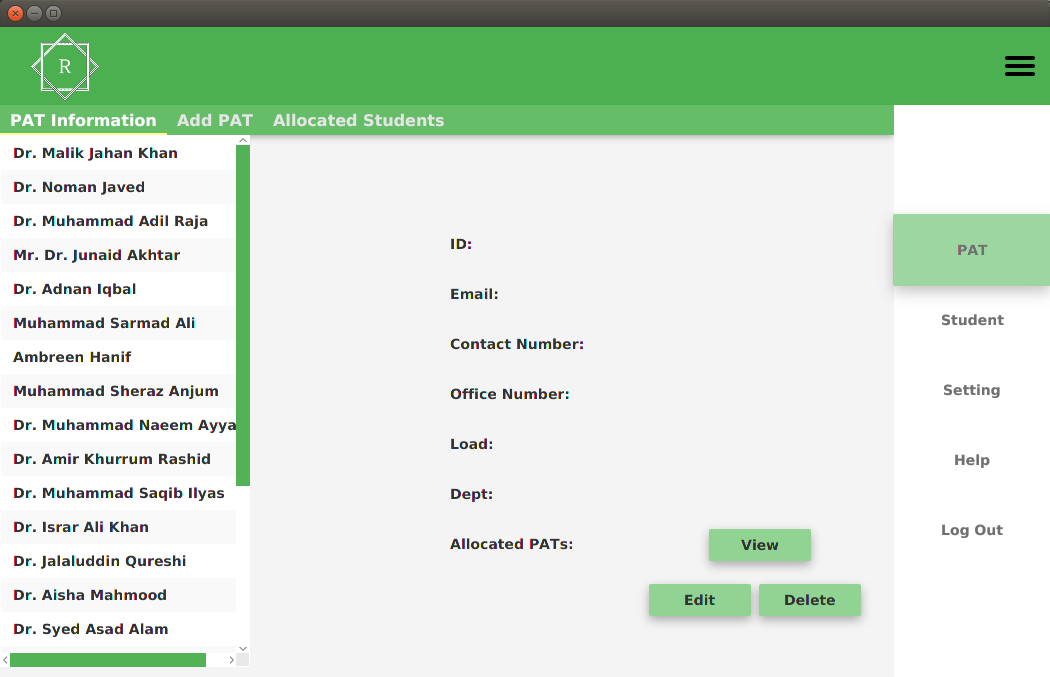 R
PAT Information Add PAT Allocated Students
Dr. Malik Jahan Khan
Dr. Noman Javed
Dr. Muhammad Adil Raja
Mr. Dr. Junaid Akhtar
Dr. Adnan Iqbal
Muhammad Sarmad Ali
Ambreen Hanif
Muhammad Sheraz Anjum
Dr. Muhammad Naeem Ayya
Dr. Amir Khurrum Rashid
Dr. Muhammad Saqib Ilyas
Dr. Israr Ali Khan
Dr. Jalaluddin Qureshi
Dr. Aisha Mahmood
Dr. Syed Asad Alam
ID:
Email:
Contact Number:
Office Number:
Load:
Dept:
Allocated PATs: View
Edit Delete
PAT
Student
Setting
Help
Log Out